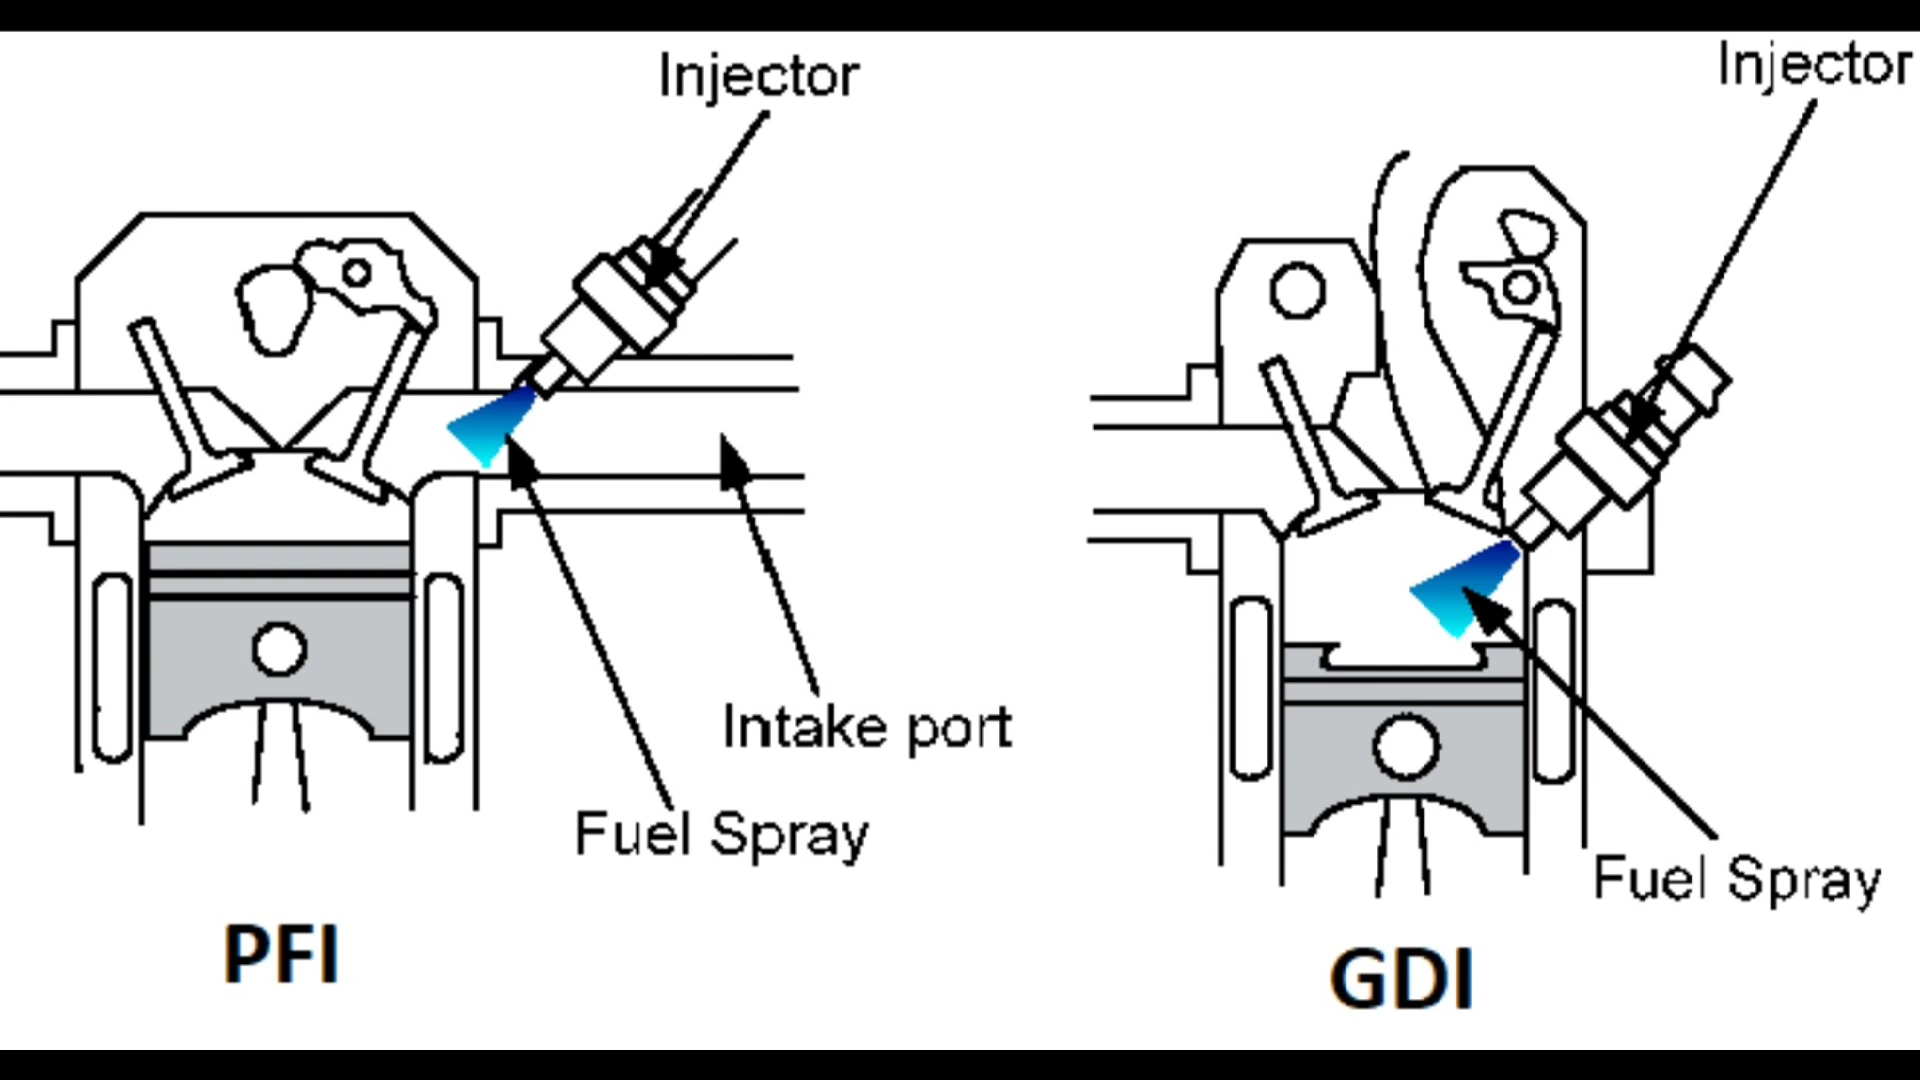 Injector
Intake port
Fuel Spray
PFI
Injector
Fuel Spray
GDI